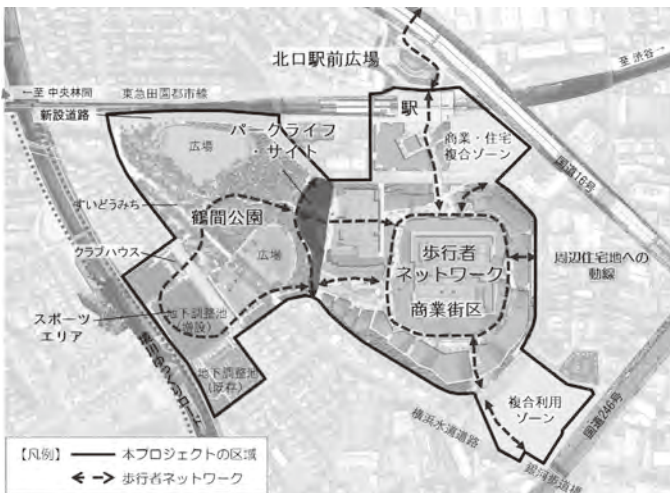 北口駅前広場
至 渋谷→
←至 中央林間
東急田園都市線
新設道路
駅
パークライフ
・サイト
広場
商業・住宅
複合ゾーン
国道16号
すいどうみち
鶴間公園
クラブハウス
広場
歩行者
ネットワーク
周辺住宅地への
動線
商業街区
スポーツ
エリア
地下調整池
(増設)
地下調整池
(既存)
複合利用
ゾーン
横浜水道道路
国道246号
銀河歩道橋
【凡例】
本プロジェクトの区域
歩行者ネットワーク